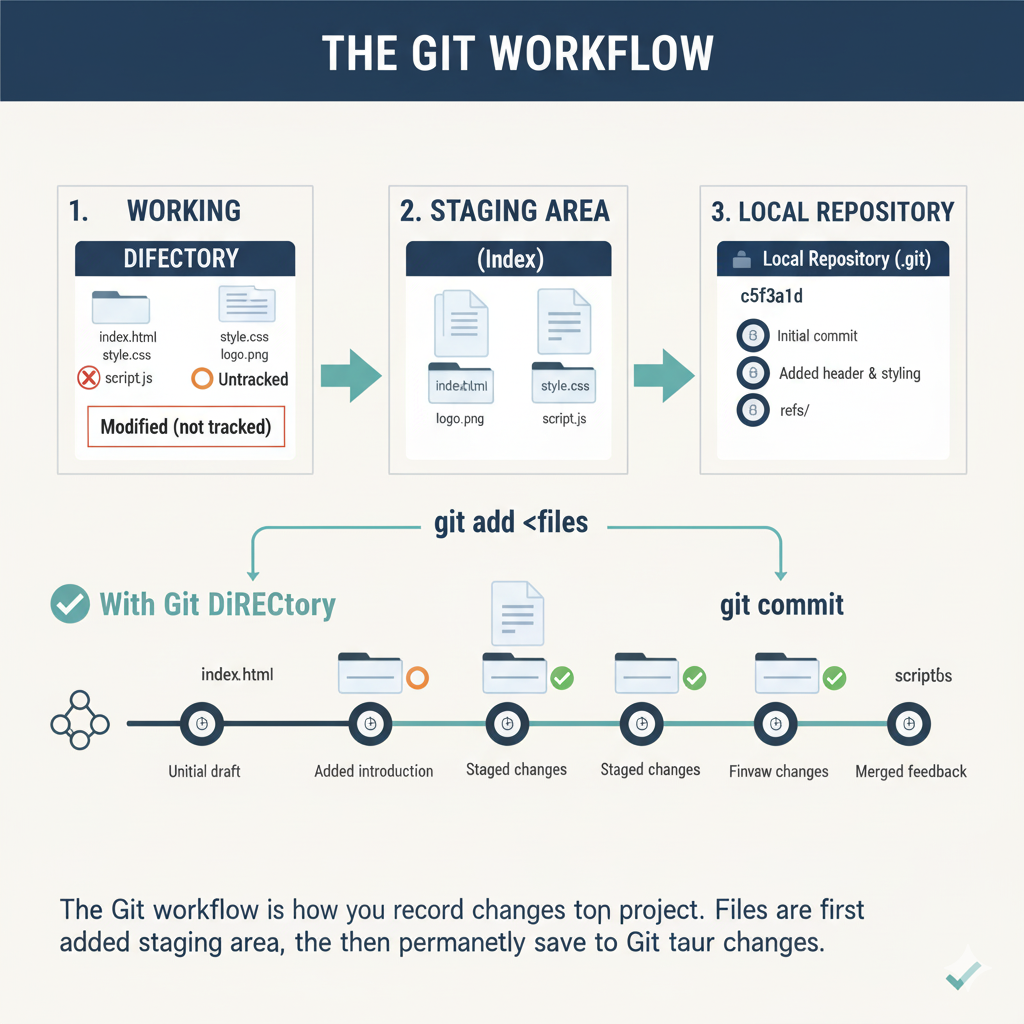 THE GIT WORKFLOW
1. WORKING
DIFECTORY
index.html
style.css
style.css
logo.png
script.js
Untracked
Modified (not tracked)
2. STAGING AREA
(Index)
style.css
logo.png
script.js
3. LOCAL REPOSITORY
Local Repository (.git)
c5f3a1d
Initial commit
Added header & styling
refs/
git add <files
With Git DiRECtory
git commit
index.html
Unitial draft
Added introduction
Staged changes
Staged changes
Finvaw changes
Merged feedback
The Git workflow is how you record changes top project. Files are first
added staging area, the then permanetly save to Git taur changes.